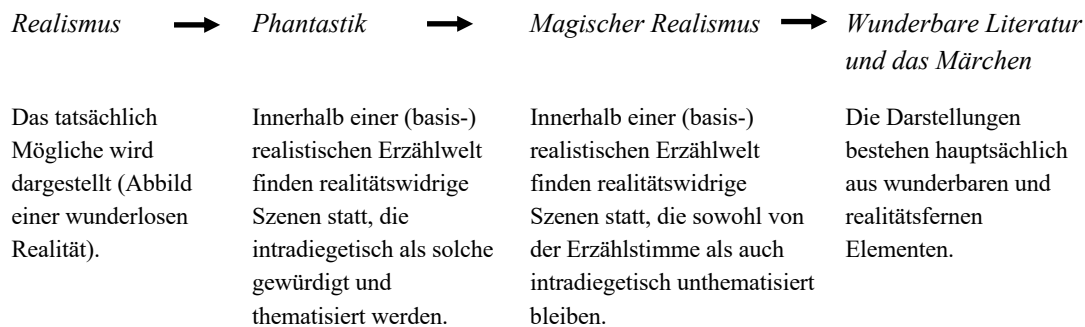 Realismus
Das tatsächlich
Mögliche wird
dargestellt (Abbild
einer wunderlosen
Realität).
Phantastik
Innerhalb einer (basis-)
realistischen Erzählwelt
finden realitätswidrige
Szenen statt, die
intradiegetisch als solche
gewürdigt und
thematisiert werden.
Magischer Realismus
Innerhalb einer (basis-)
realistischen Erzählwelt
finden realitätswidrige
Szenen statt, die sowohl von
der Erzählstimme als auch
intradiegetisch unthematisiert
bleiben.
Wunderbare Literatur
und das Märchen
Die Darstellungen
bestehen hauptsächlich
aus wunderbaren und
realitätsfernen
Elementen.